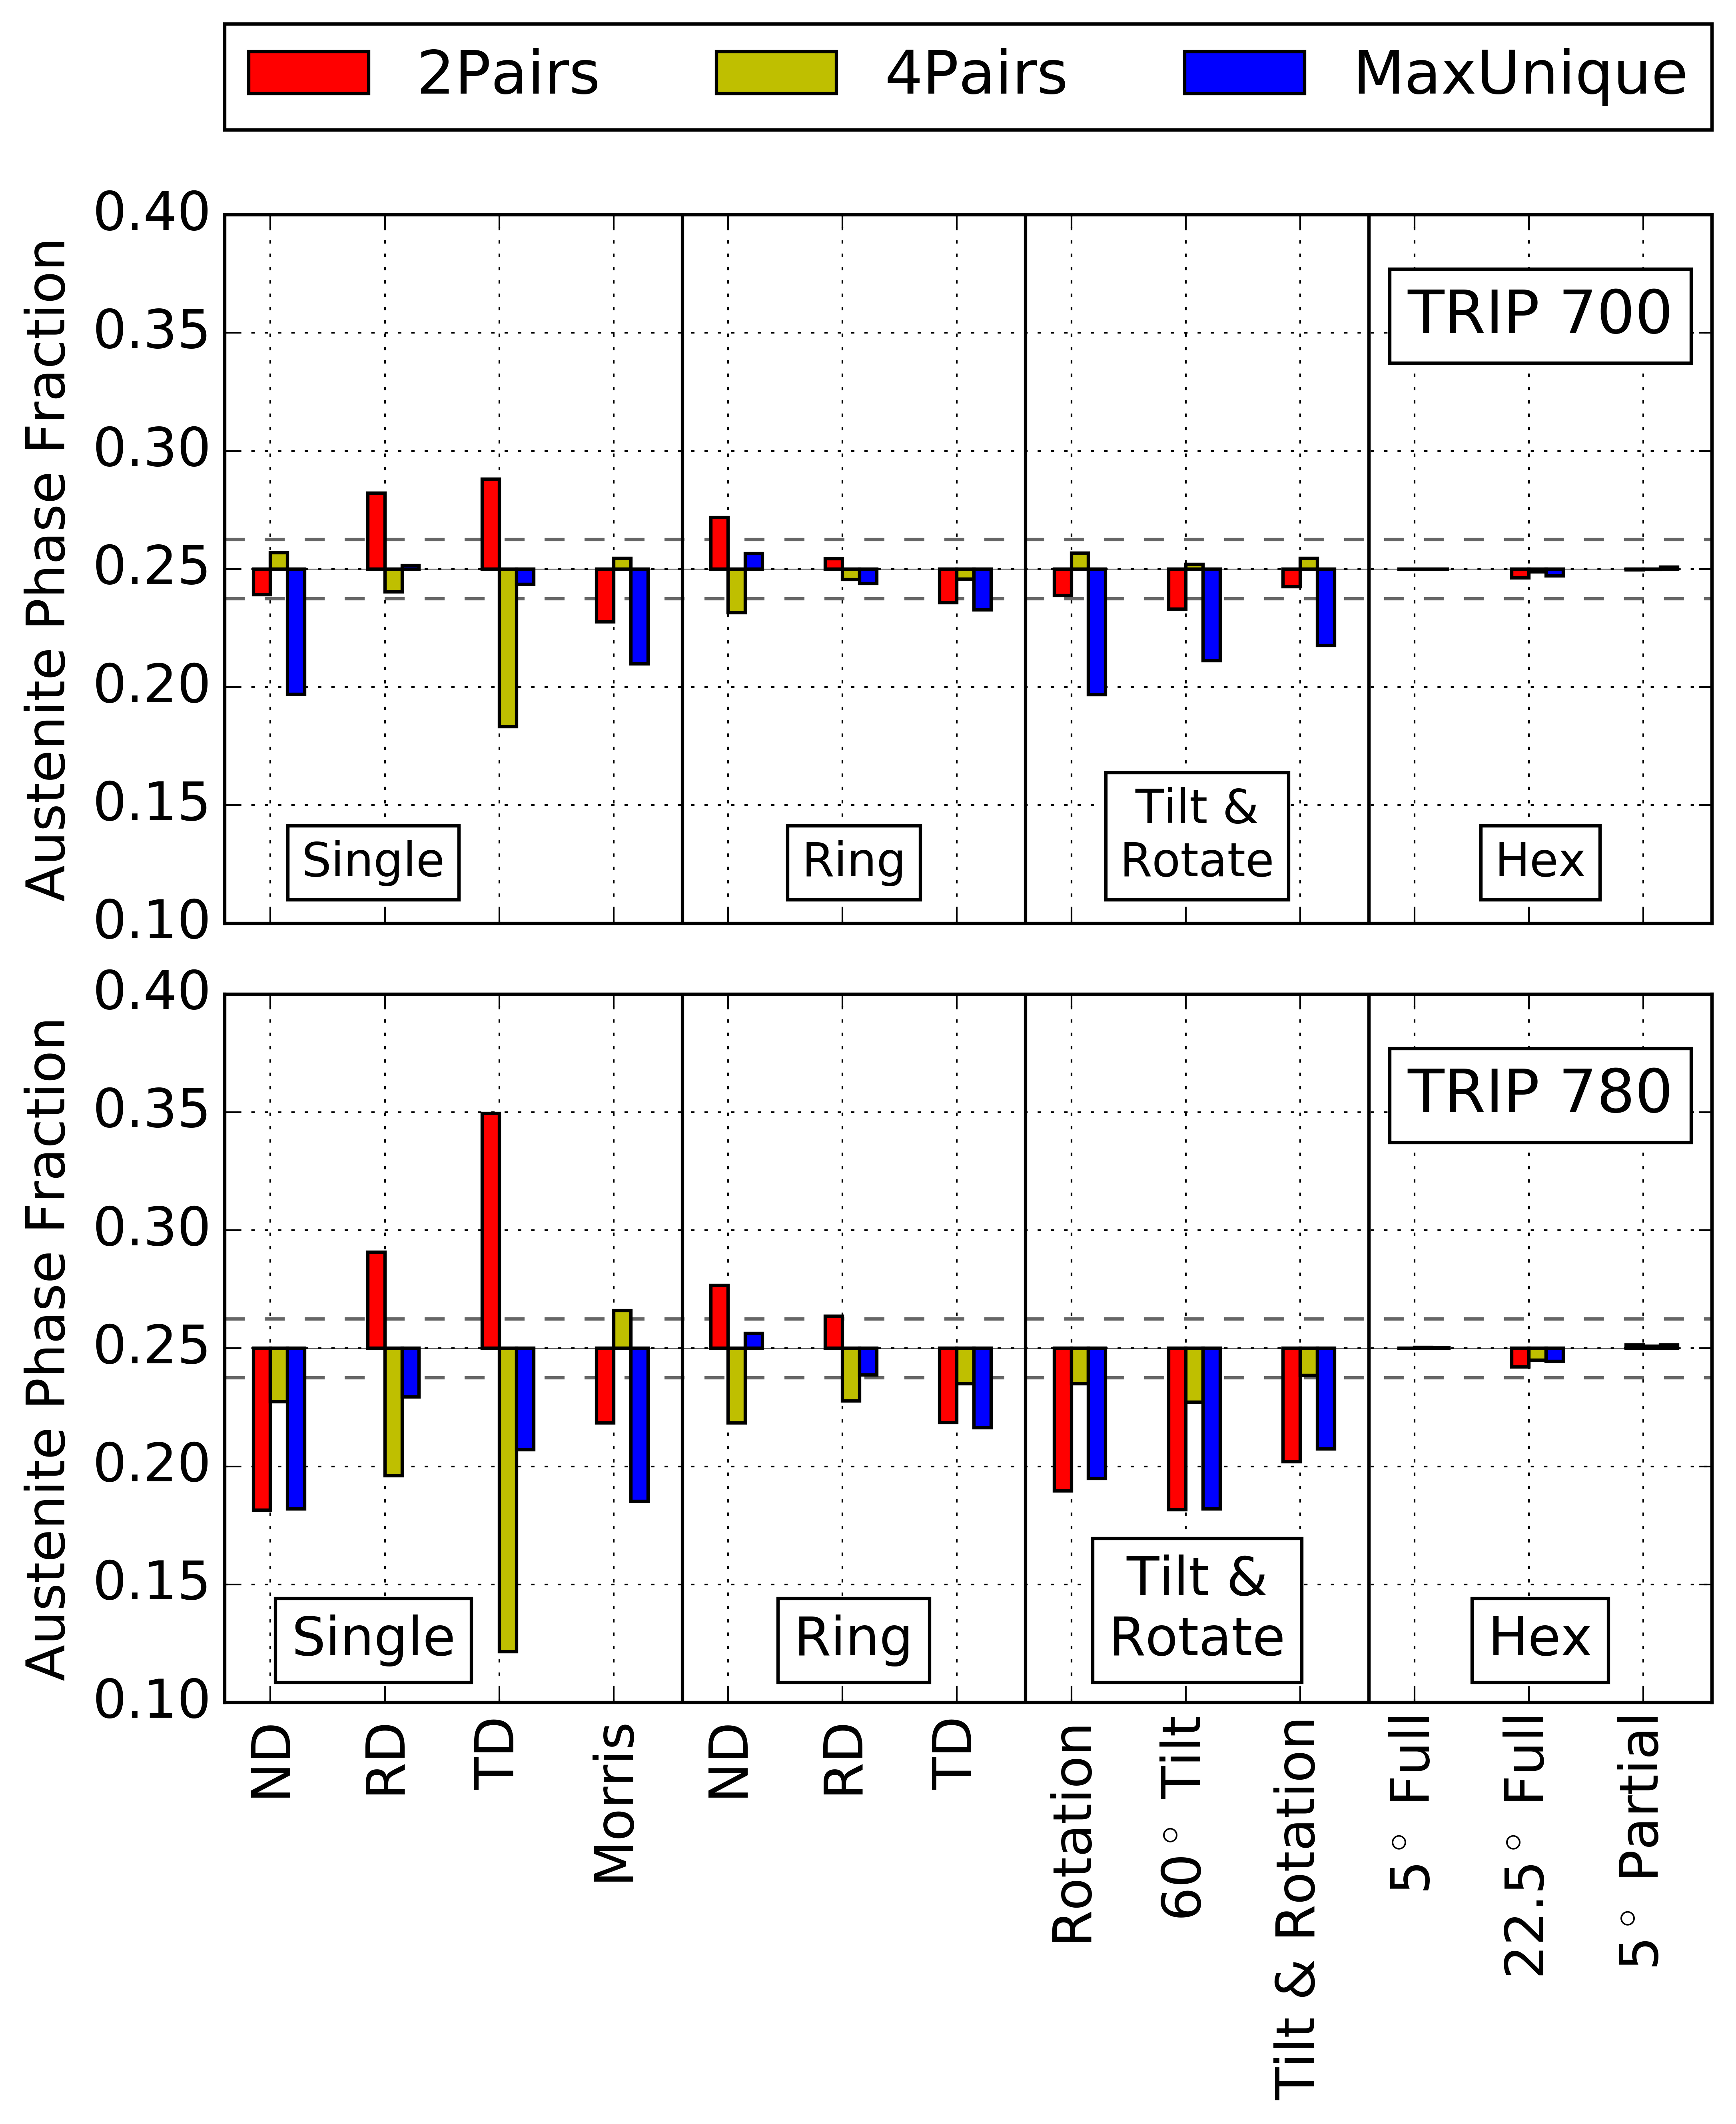 2Pairs 4Pairs MaxUnique
Austenite Phase Fraction
0.40
0.35
0.30
0.25
0.20
0.15
0.10
TRIP 700
Single
Ring
Tilt &
Rotate
Hex
Austenite Phase Fraction
0.40
0.35
0.30
0.25
0.20
0.15
0.10
TRIP 780
Single
Ring
Tilt &
Rotate
Hex
ND
RD
TD
Morris
ND
RD
TD
Rotation
60° Tilt
Tilt & Rotation
5° Full
22.5° Full
5° Partial